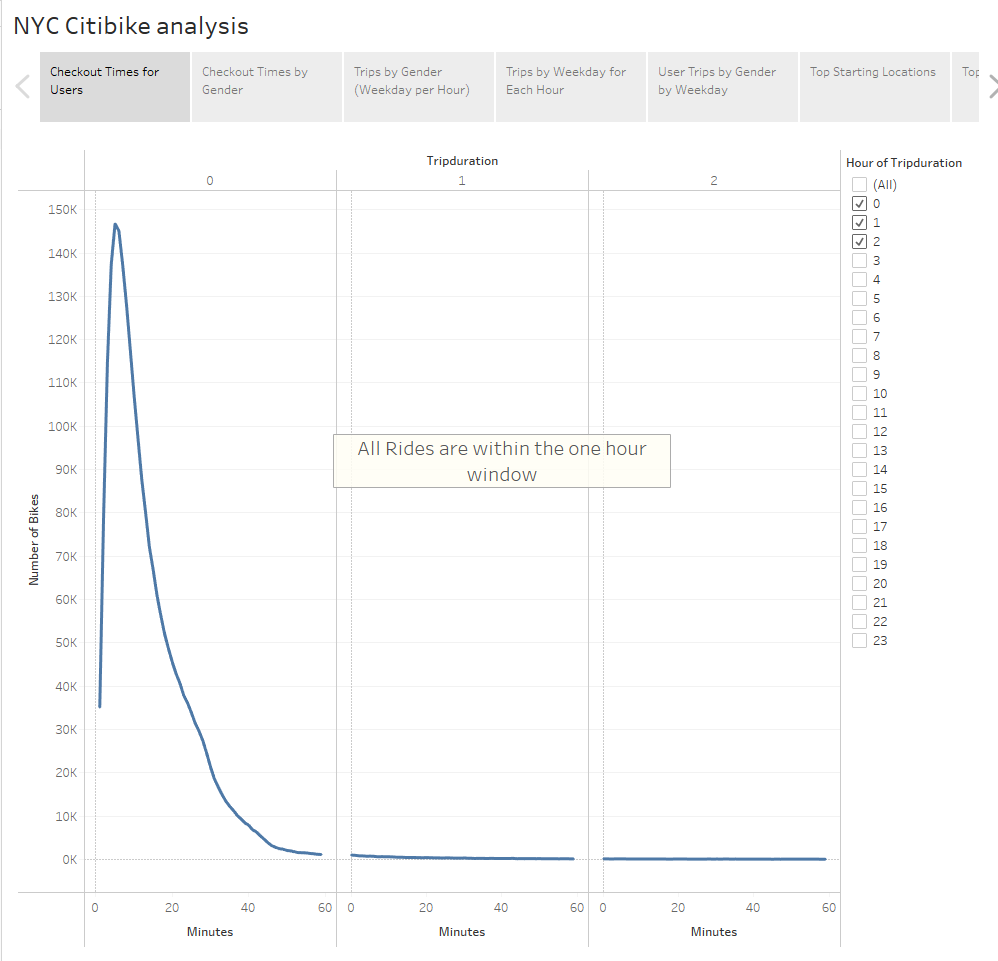 NYC Citibike analysis
Checkout Times for
Users
Checkout Times by
Gender
Trips by Gender
(Weekday per Hour)
Trips by Weekday for
Each Hour
User Trips by Gender
by Weekday
Top Starting Locations
Top
Tripduration
0
1
2
150K
140K
130K
120K
110K
100K
90K
80K
70K
60K
50K
40K
30K
20K
10K
0K
Number of Bikes
All Rides are within the one hour
window
0 20 40 60 0 20 40 60 0 20 40 60
Minutes Minutes Minutes
Hour of Tripduration
(All)
0
1
2
3
4
5
6
7
8
9
10
11
12
13
14
15
16
17
18
19
20
21
22
23